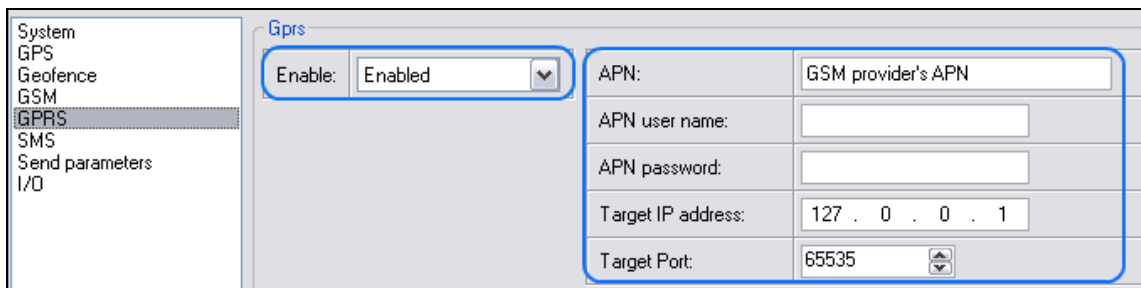 System
GPS
Geofence
GSM
GPRS
SMS
Send parameters
I/O
Gprs
Enable: Enabled
APN: GSM provider's APN
APN user name:
APN password:
Target IP address: 127 . 0 . 0 . 1
Target Port: 65535